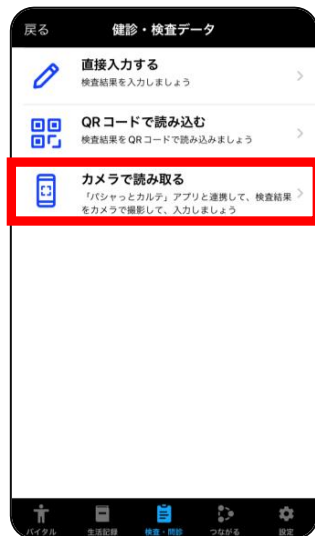 戻る 健診・検査データ
直接入力する
検査結果を入力しましょう
QRコードで読み込む
検査結果をQRコードで読み込みましょう
カメラで読み取る
「パシャっとカルテ」アプリと連携して、検査結果
をカメラで撮影して、入力しましょう
バイタル 生活記録 検査・問診 つながる 設定